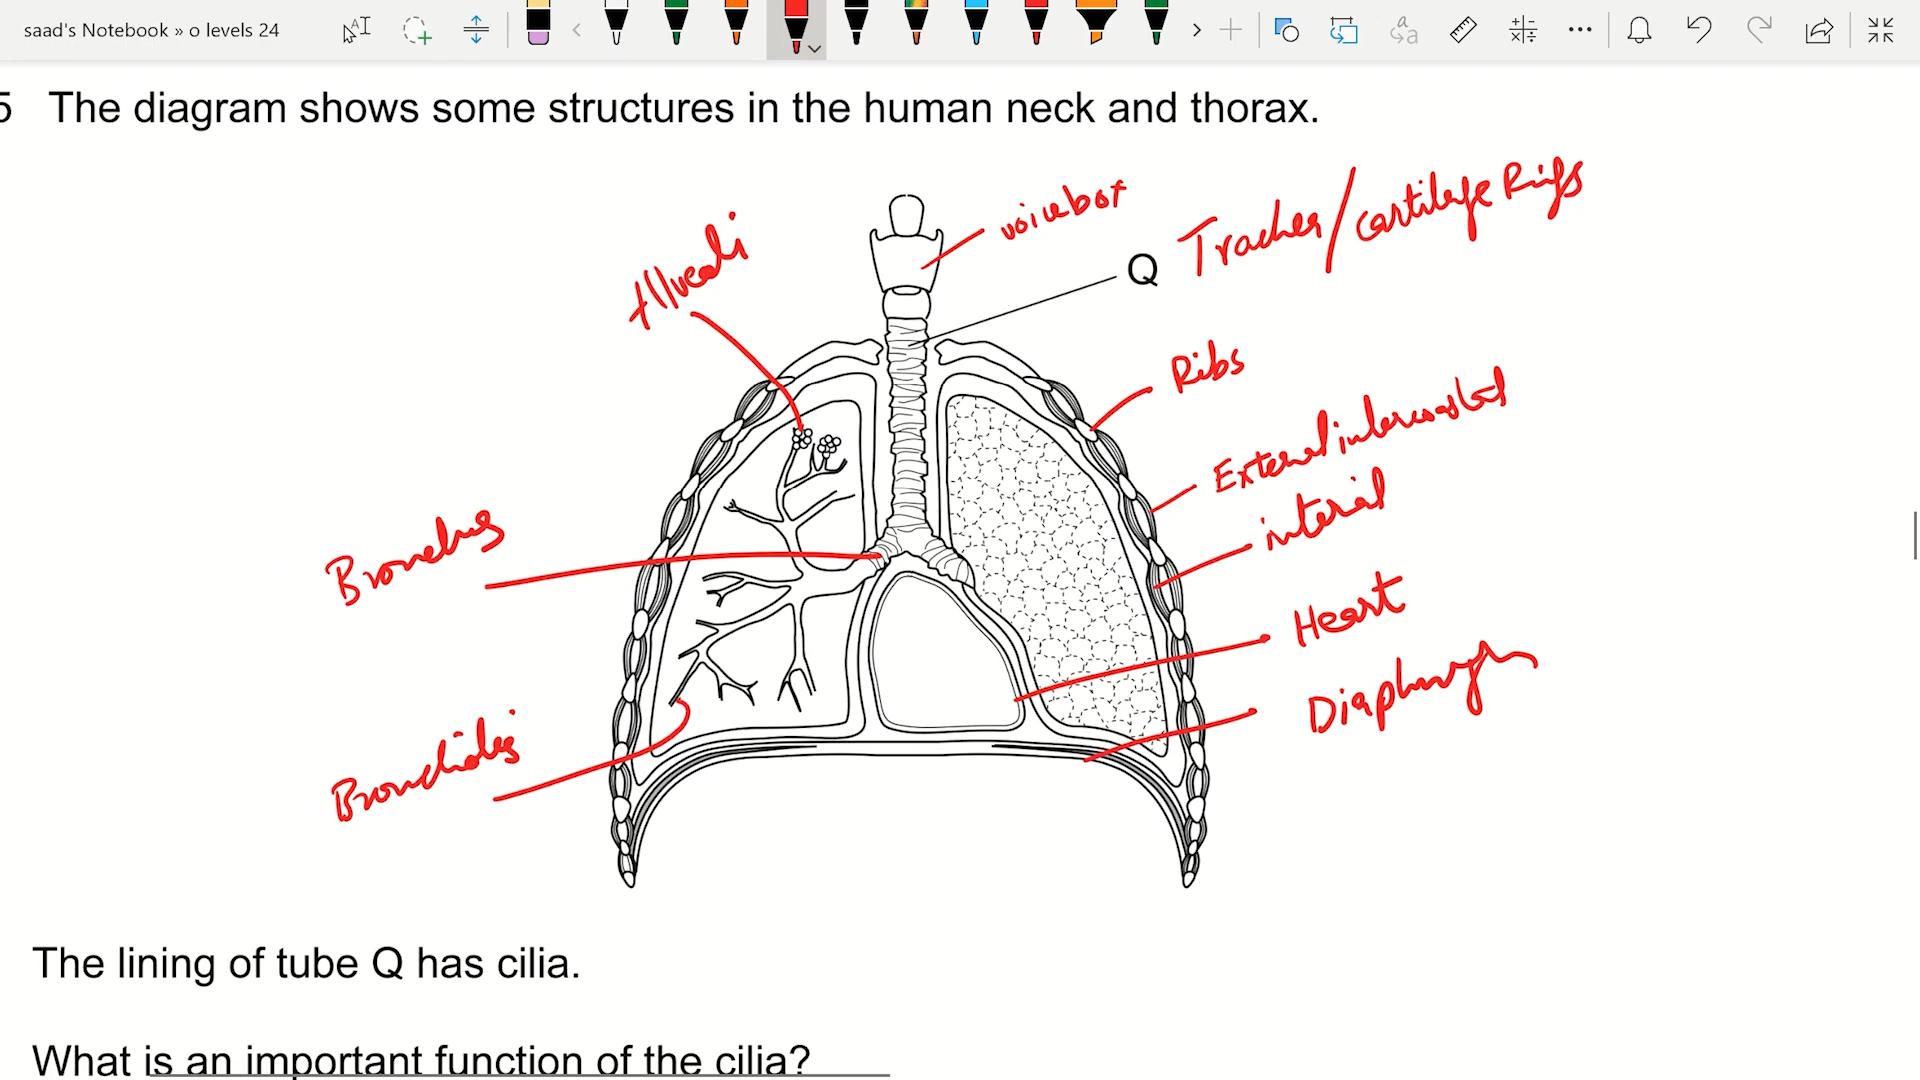 saad's Notebook » o levels 24
5 The diagram shows some structures in the human neck and thorax.
voicebox
Q Trachea/cartilage Rings
Alveoli
Ribs
External intercostal
internal
Bronchus
Heart
Diaphragm
Bronchioles
The lining of tube Q has cilia.
What is an important function of the cilia?